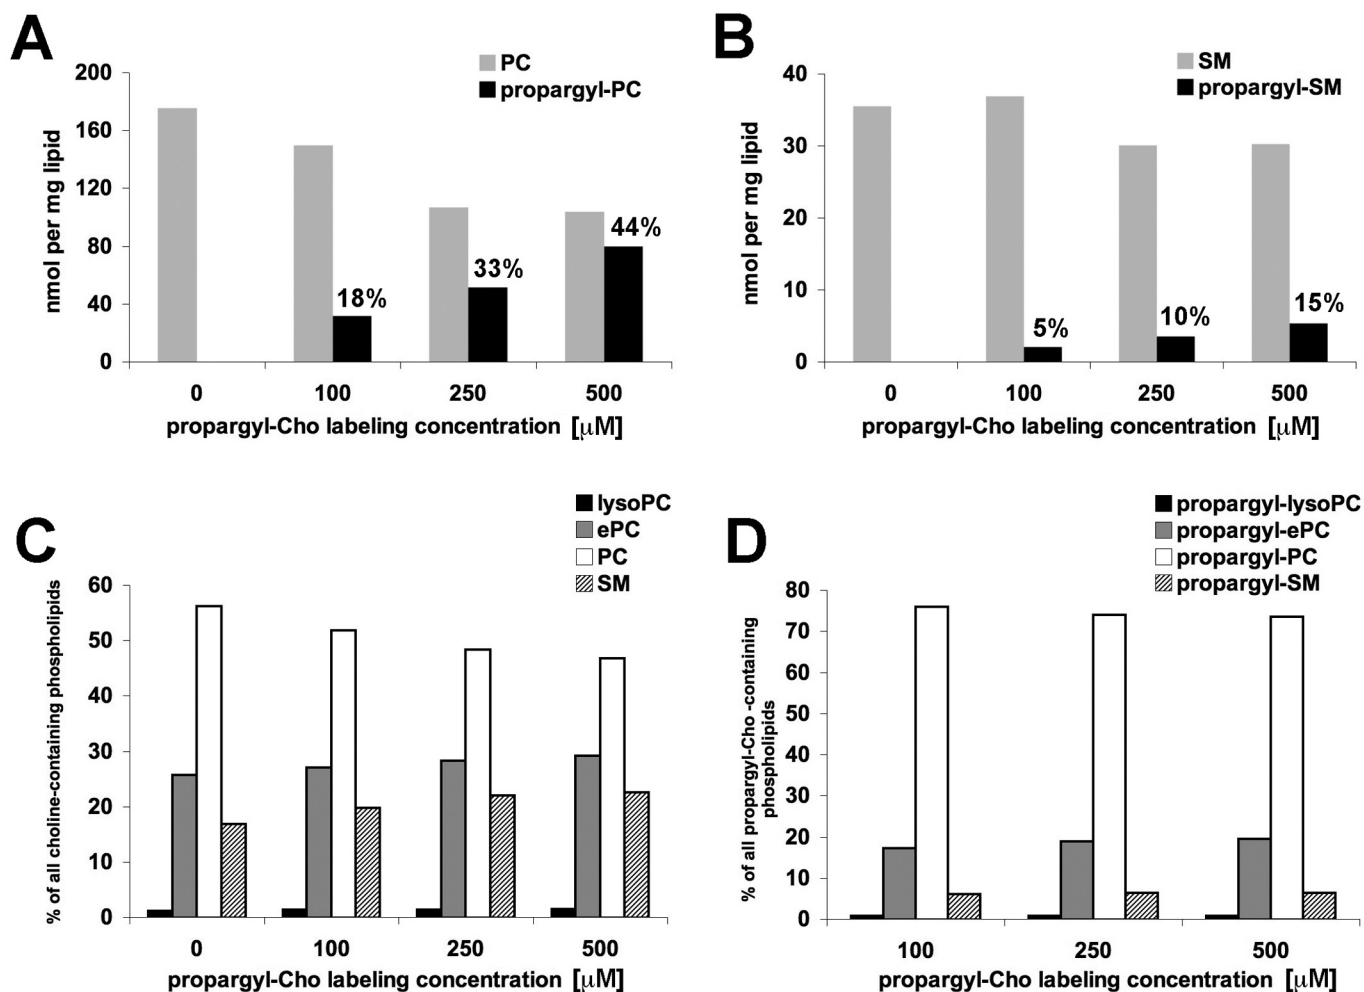 A
PC
propargyl-PC
nmol per mg lipid
200
160
120
80
40
0
18%
33%
44%
0 100 250 500
propargyl-Cho labeling concentration [μM]
B
SM
propargyl-SM
nmol per mg lipid
40
30
20
10
0
5%
10%
15%
0 100 250 500
propargyl-Cho labeling concentration [μM]
C
lysoPC
ePC
PC
SM
% of all choline-containing phospholipids
60
50
40
30
20
10
0
0 100 250 500
propargyl-Cho labeling concentration [μM]
D
propargyl-lysoPC
propargyl-ePC
propargyl-PC
propargyl-SM
% of all propargyl-Cho -containing
phospholipids
80
70
60
50
40
30
20
10
0
100 250 500
propargyl-Cho labeling concentration [μM]